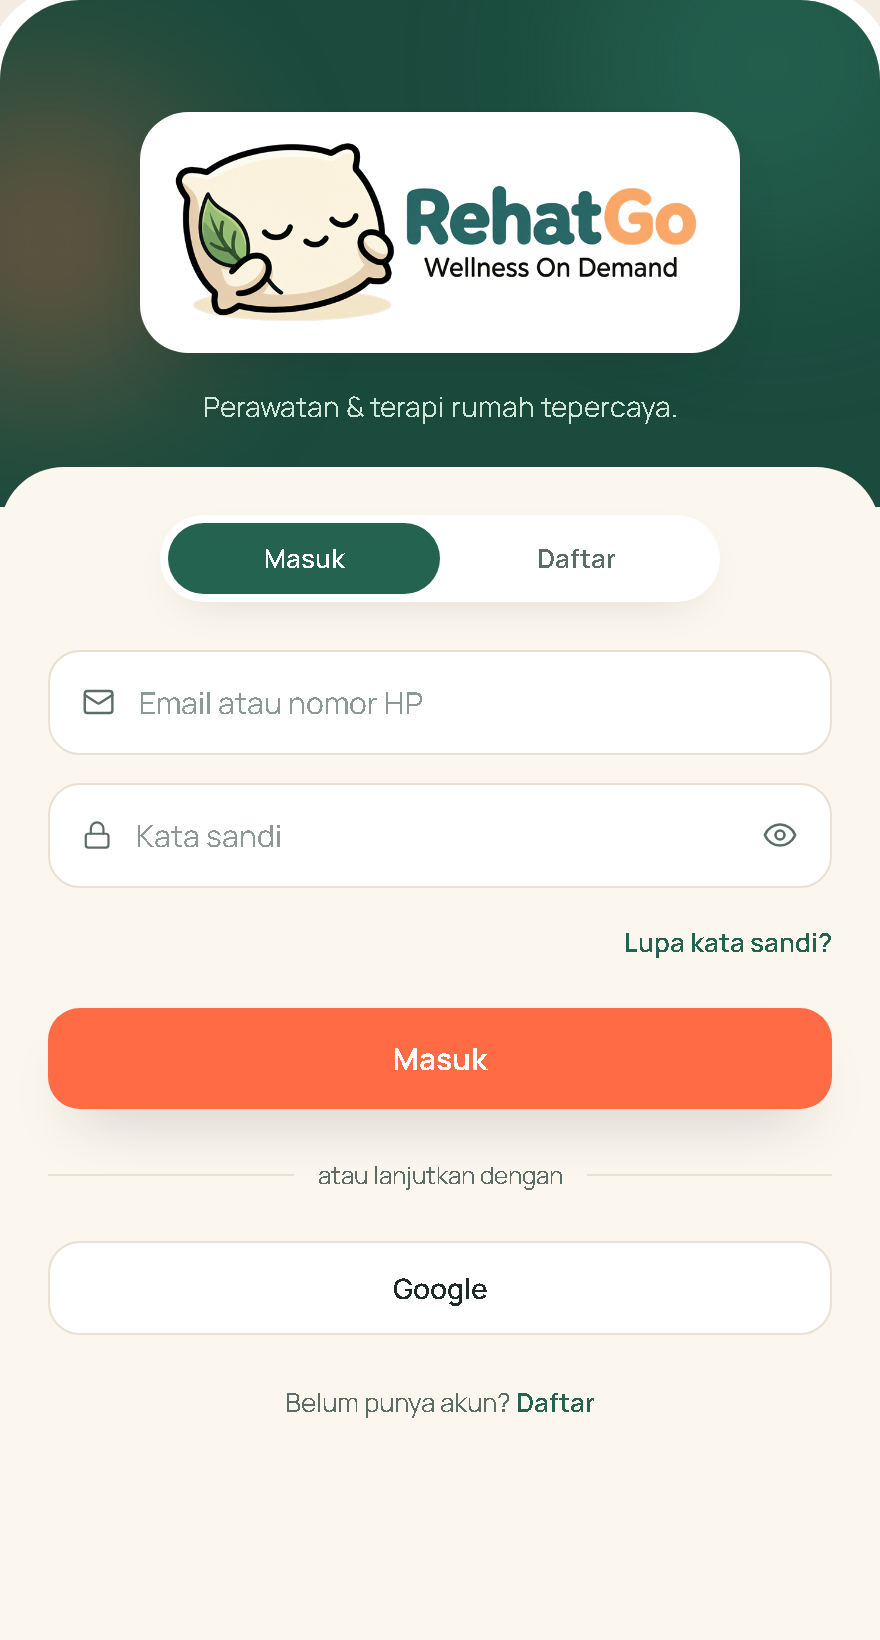 RehatGo
Wellness On Demand
Perawatan & terapi rumah tepercaya.
Masuk Daftar
Email atau nomor HP
Kata sandi
Lupa kata sandi?
Masuk
atau lanjutkan dengan
Google
Belum punya akun? Daftar